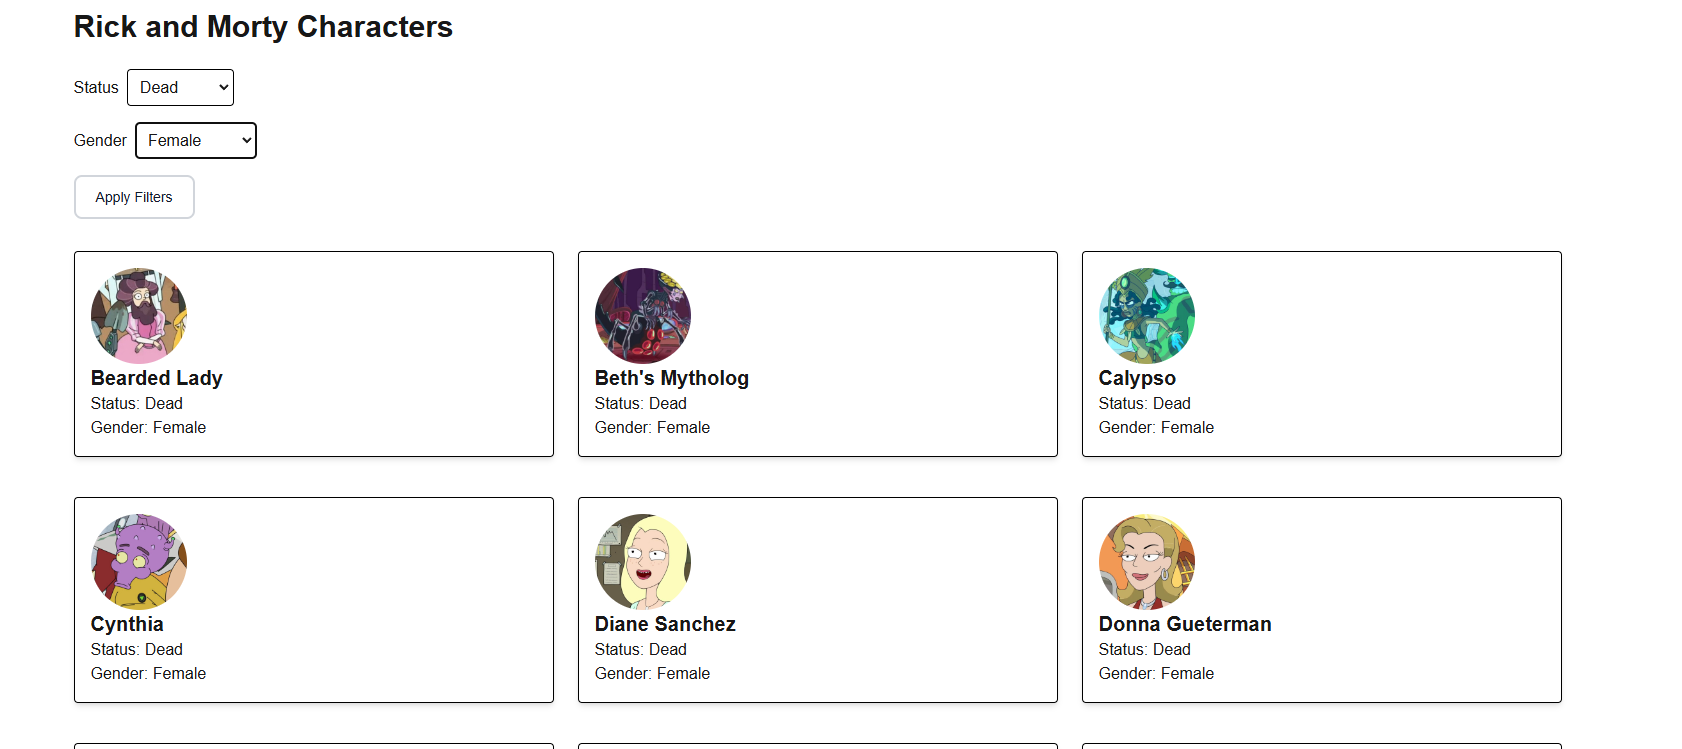 Rick and Morty Characters
Status Dead
Gender Female
Apply Filters
Bearded Lady
Status: Dead
Gender: Female
Beth's Mytholog
Status: Dead
Gender: Female
Calypso
Status: Dead
Gender: Female
Cynthia
Status: Dead
Gender: Female
Diane Sanchez
Status: Dead
Gender: Female
Donna Gueterman
Status: Dead
Gender: Female